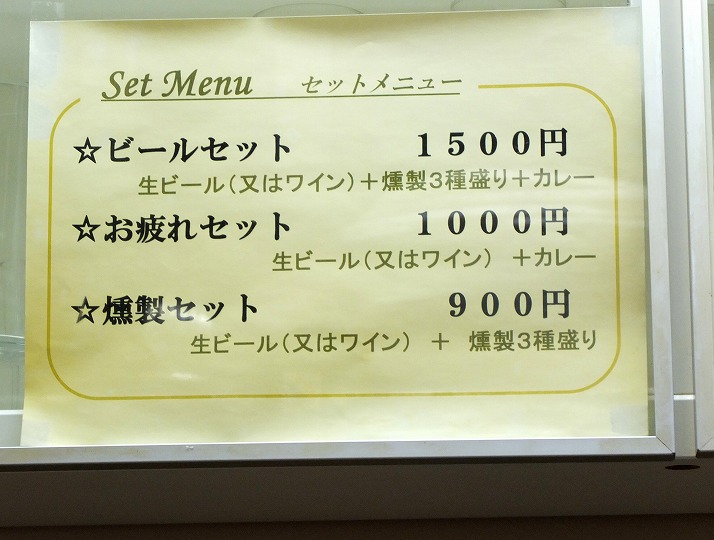 Set Menu セットメニュー
☆ビールセット １５００円
生ビール（又はワイン）＋燻製３種盛り＋カレー
☆お疲れセット １０００円
生ビール（又はワイン） ＋カレー
☆燻製セット ９００円
生ビール（又はワイン） ＋ 燻製３種盛り